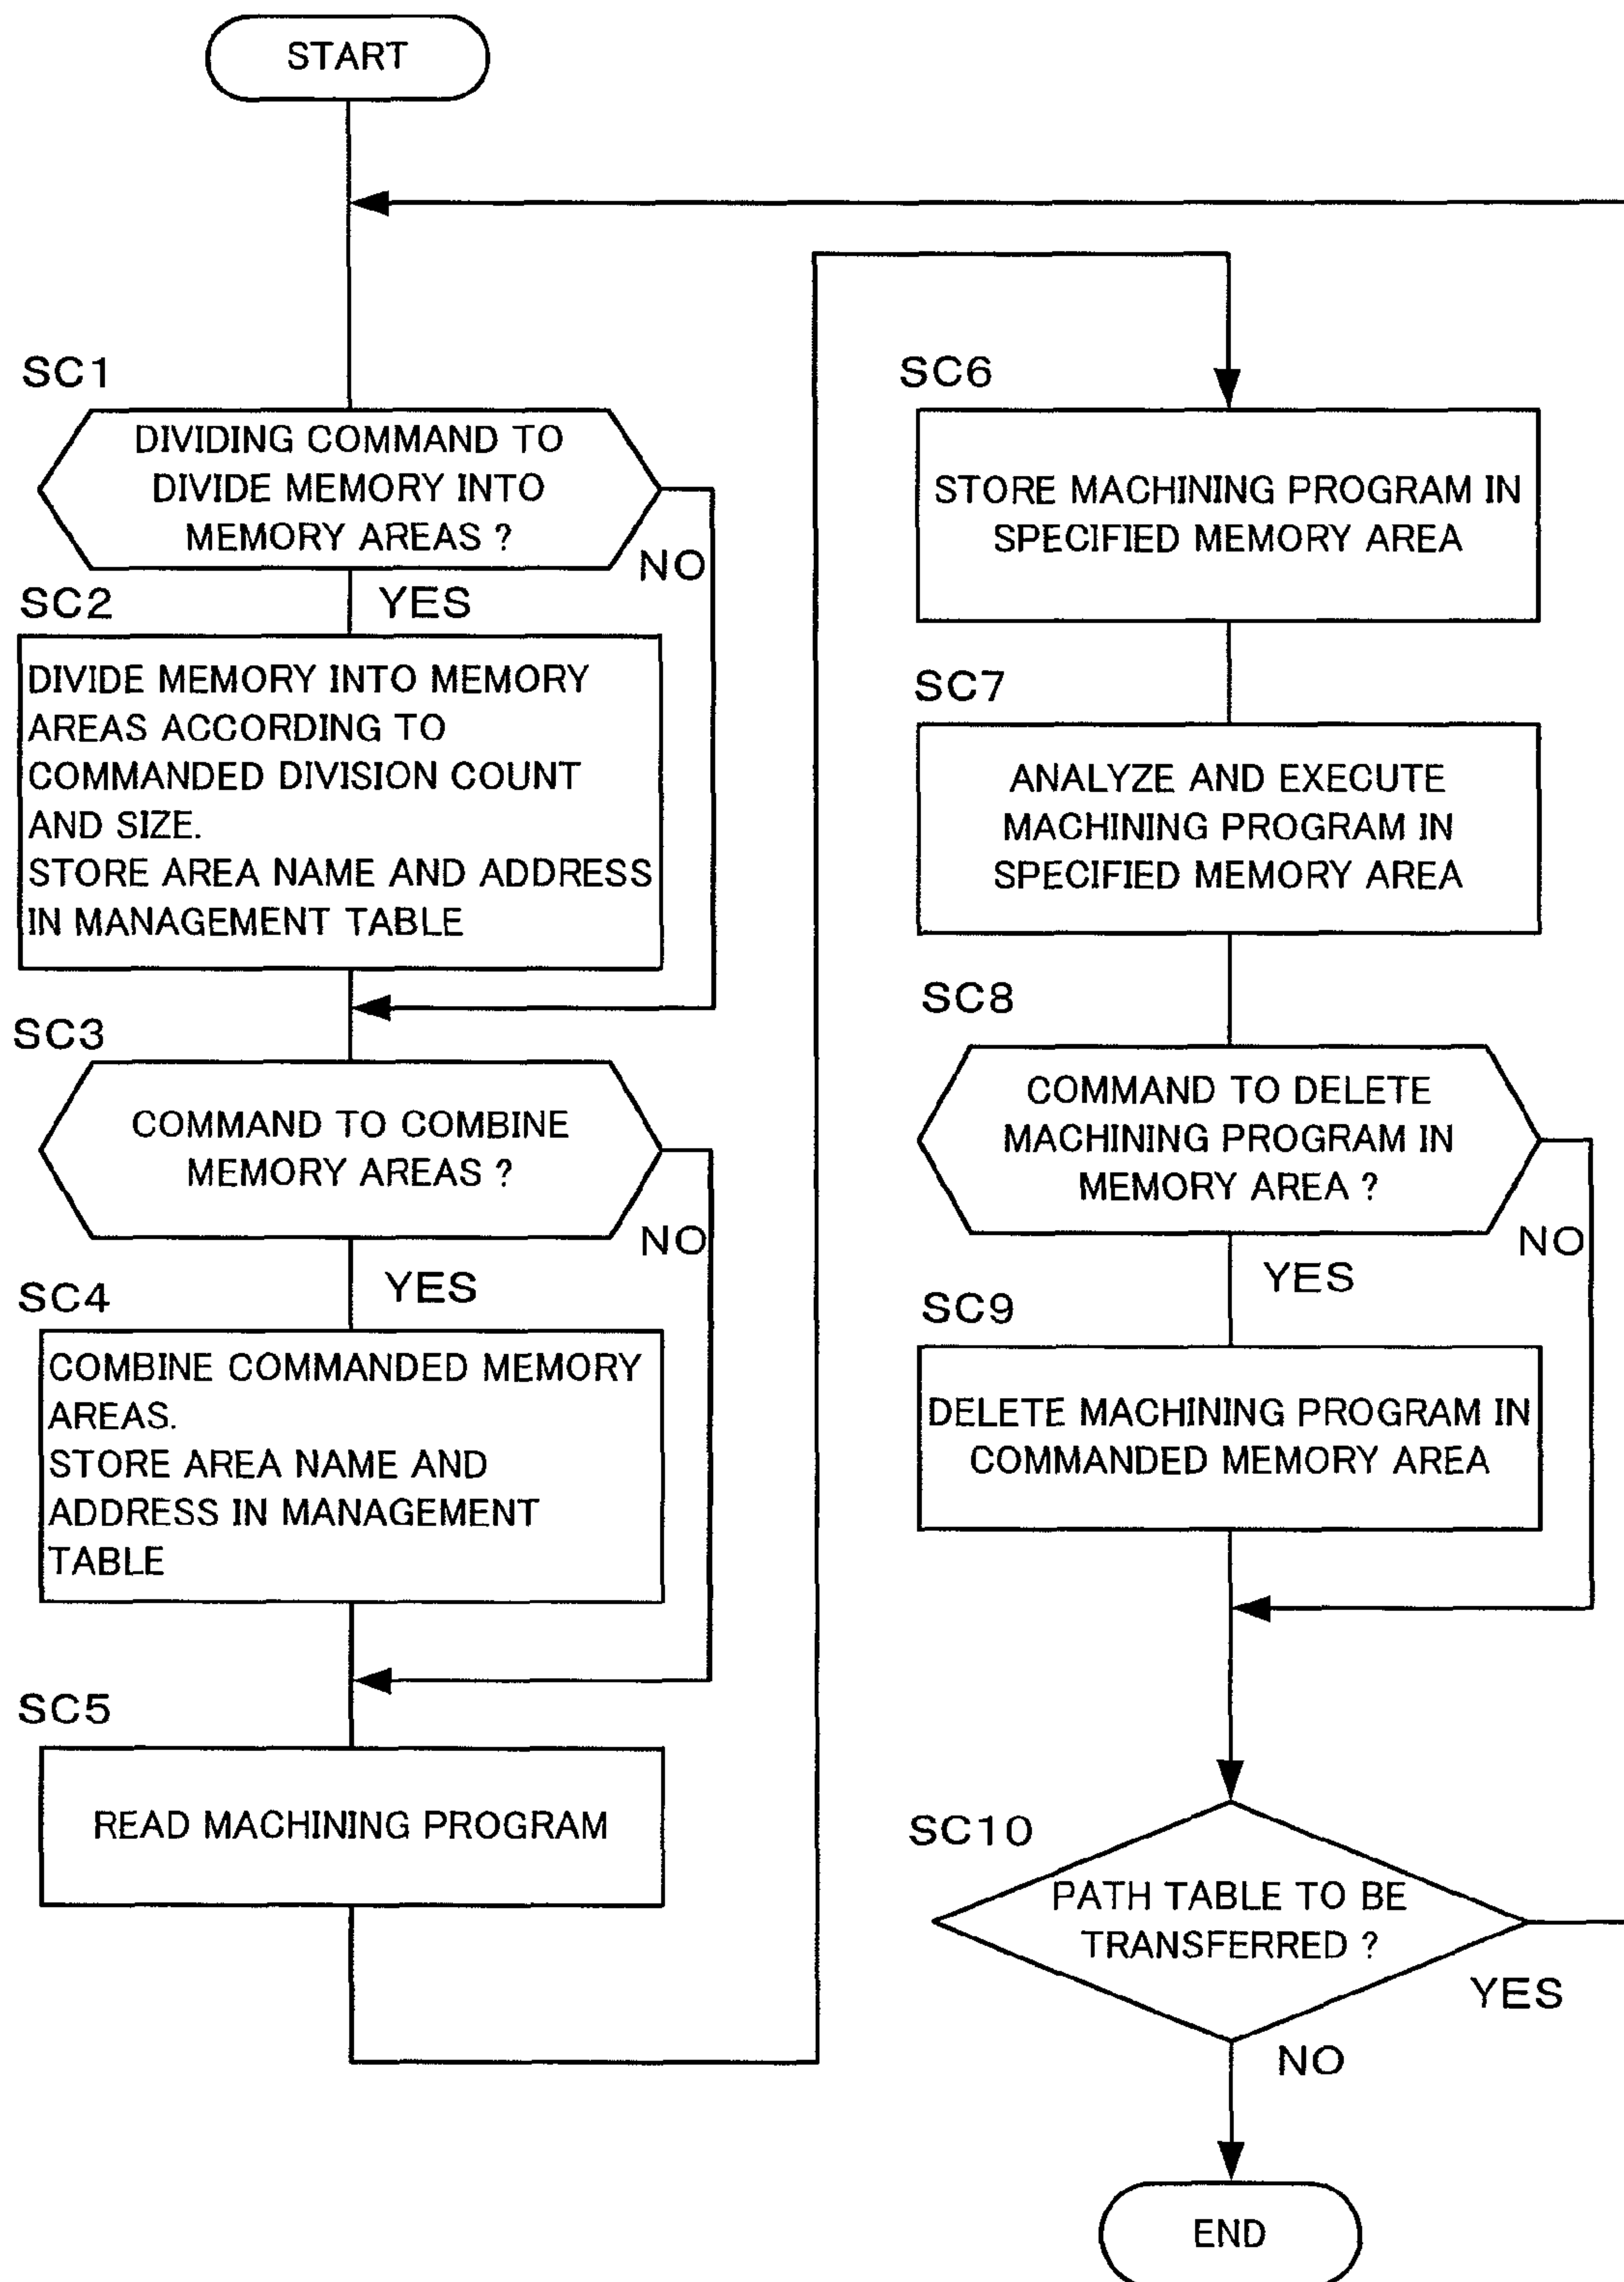 START
SC1
DIVIDING COMMAND TO
DIVIDE MEMORY INTO
MEMORY AREAS ?
NO
YES
SC2
DIVIDE MEMORY INTO MEMORY
AREAS ACCORDING TO
COMMANDED DIVISION COUNT
AND SIZE.
STORE AREA NAME AND ADDRESS
IN MANAGEMENT TABLE
SC3
COMMAND TO COMBINE
MEMORY AREAS ?
NO
YES
SC4
COMBINE COMMANDED MEMORY
AREAS.
STORE AREA NAME AND
ADDRESS IN MANAGEMENT
TABLE
SC5
READ MACHINING PROGRAM
SC6
STORE MACHINING PROGRAM IN
SPECIFIED MEMORY AREA
SC7
ANALYZE AND EXECUTE
MACHINING PROGRAM IN
SPECIFIED MEMORY AREA
SC8
COMMAND TO DELETE
MACHINING PROGRAM IN
MEMORY AREA ?
NO
YES
SC9
DELETE MACHINING PROGRAM IN
COMMANDED MEMORY AREA
SC10
PATH TABLE TO BE
TRANSFERRED ?
YES
NO
END